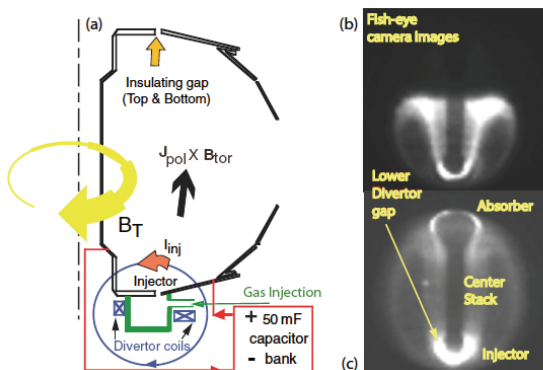 (a)
Insulating gap
(Top & Bottom)
Jpol X Btor
BT
Iinj
Injector
Gas Injection
Divertor coils
+ 50 mF
capacitor
- bank
(b)
Fish-eye
camera Images
Lower
Divertor
gap
Absorber
Center
Stack
Injector
(c)